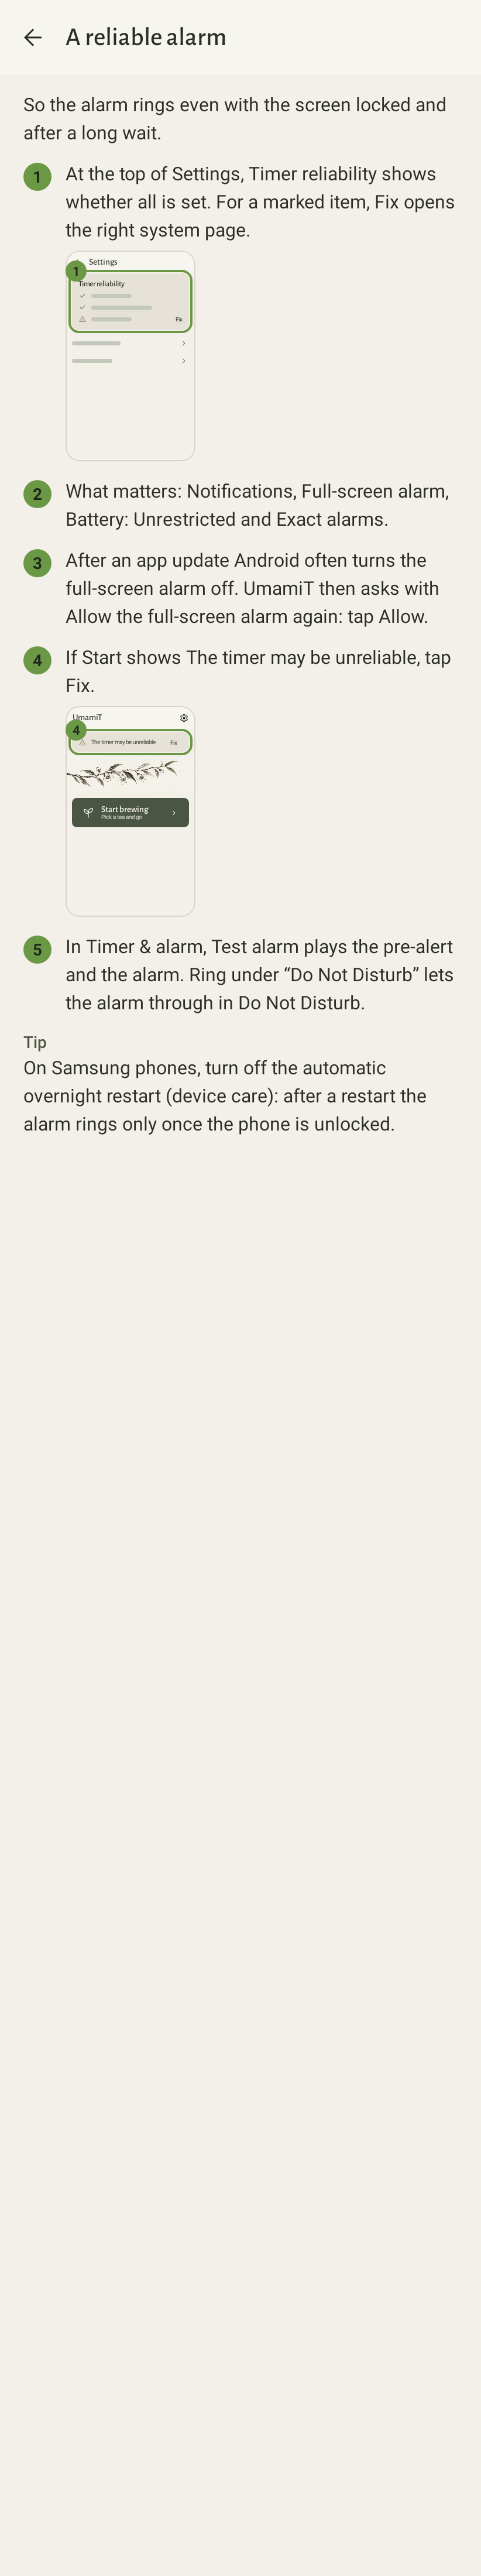 A reliable alarm
So the alarm rings even with the screen locked and
after a long wait.
1
At the top of Settings, Timer reliability shows
whether all is set. For a marked item, Fix opens
the right system page.
Settings
1
Timer reliability
Fix
2
What matters: Notifications, Full-screen alarm,
Battery: Unrestricted and Exact alarms.
3
After an app update Android often turns the
full-screen alarm off. UmamiT then asks with
Allow the full-screen alarm again: tap Allow.
4
If Start shows The timer may be unreliable, tap
Fix.
UmamiT
4
The timer may be unreliable Fix
Start brewing
Pick a tea and go
5
In Timer & alarm, Test alarm plays the pre-alert
and the alarm. Ring under “Do Not Disturb” lets
the alarm through in Do Not Disturb.
Tip
On Samsung phones, turn off the automatic
overnight restart (device care): after a restart the
alarm rings only once the phone is unlocked.